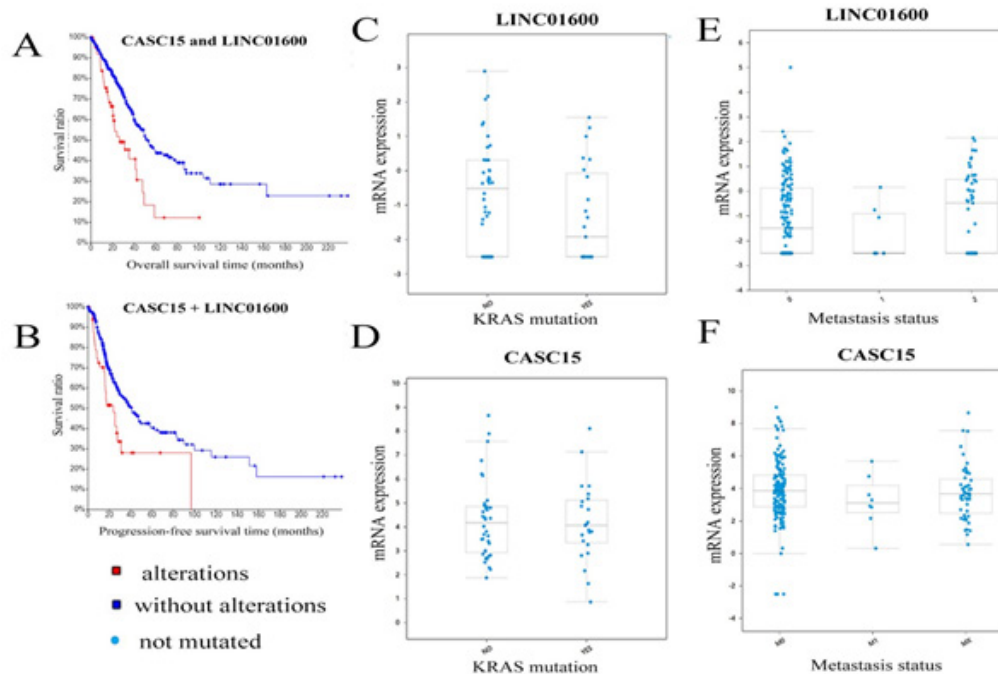 A
CASC15 and LINC01600
Survival ratio
100%
90%
80%
70%
60%
50%
40%
30%
20%
10%
0%
0 20 40 60 80 100 120 140 160 180 200 220
Overall survival time (months)
B
CASC15 + LINC01600
Survival ratio
100%
90%
80%
70%
60%
50%
40%
30%
20%
10%
0%
0 20 40 60 80 100 120 140 160 180 200 220
Progression-free survival time (months)
alterations
without alterations
not mutated
C
LINC01600
mRNA expression
3
2
1
0
-1
-2
-3
NO YES
KRAS mutation
D
CASC15
mRNA expression
10
9
8
7
6
5
4
3
2
1
0
NO YES
KRAS mutation
E
LINC01600
mRNA expression
6
5
4
3
2
1
-0
-1
-2
-3
-4
1 2
Metastasis status
F
CASC15
mRNA expression
10
8
6
4
2
0
-2
-4
M0 M1
Metastasis status